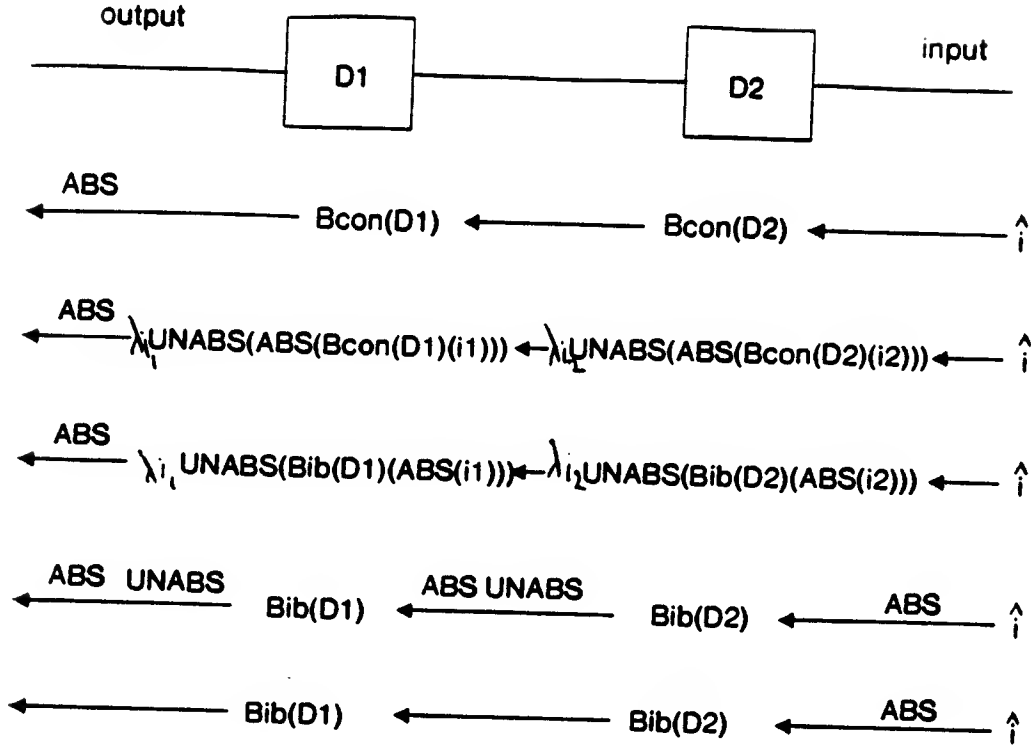 output
input
D1
D2
ABS
Bcon(D1)
Bcon(D2)
î
ABS
λi₁UNABS(ABS(Bcon(D1)(i1)))
λi₂UNABS(ABS(Bcon(D2)(i2)))
î
ABS
λi₁UNABS(Bib(D1)(ABS(i1)))
λi₂UNABS(Bib(D2)(ABS(i2)))
î
ABS UNABS
Bib(D1)
ABS UNABS
Bib(D2)
ABS
î
Bib(D1)
Bib(D2)
ABS
î